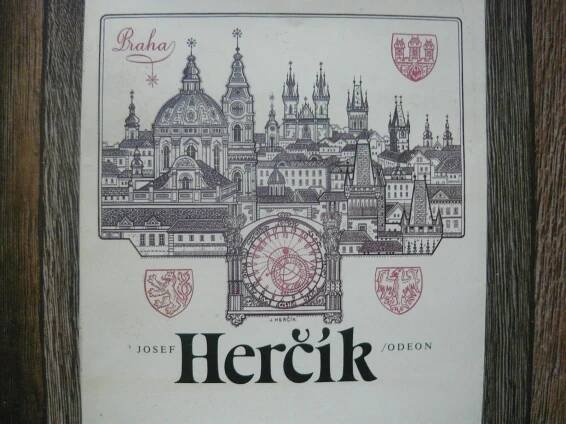 Praha
J. HERČÍK
JOSEF Herčík /ODEON